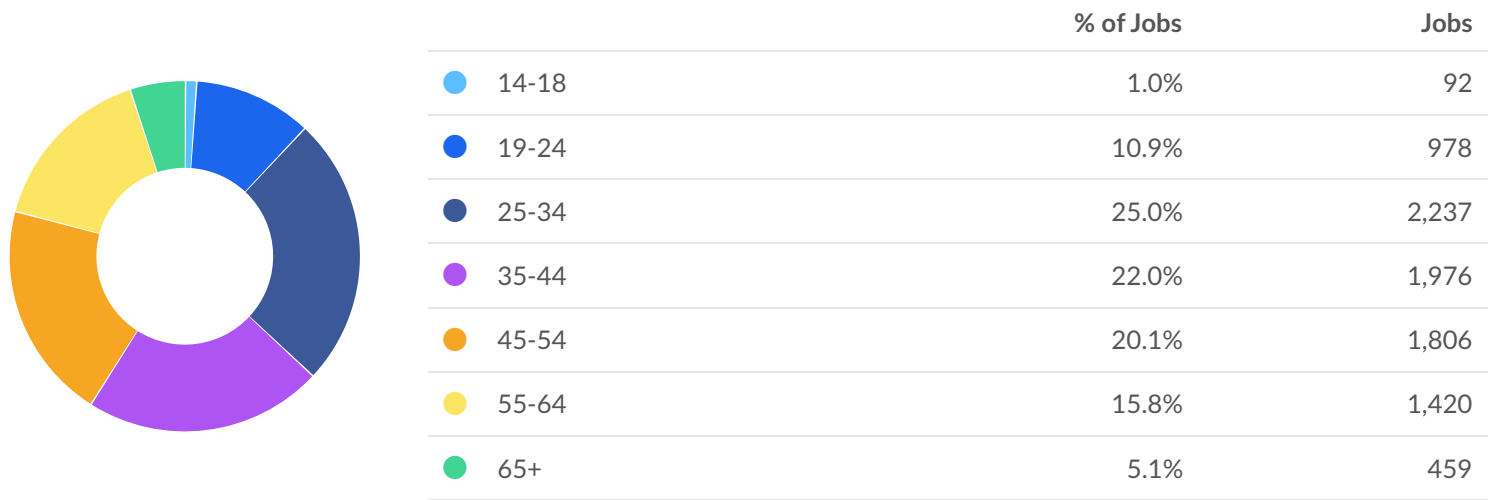 % of Jobs Jobs
14-18 1.0% 92
19-24 10.9% 978
25-34 25.0% 2,237
35-44 22.0% 1,976
45-54 20.1% 1,806
55-64 15.8% 1,420
65+ 5.1% 459